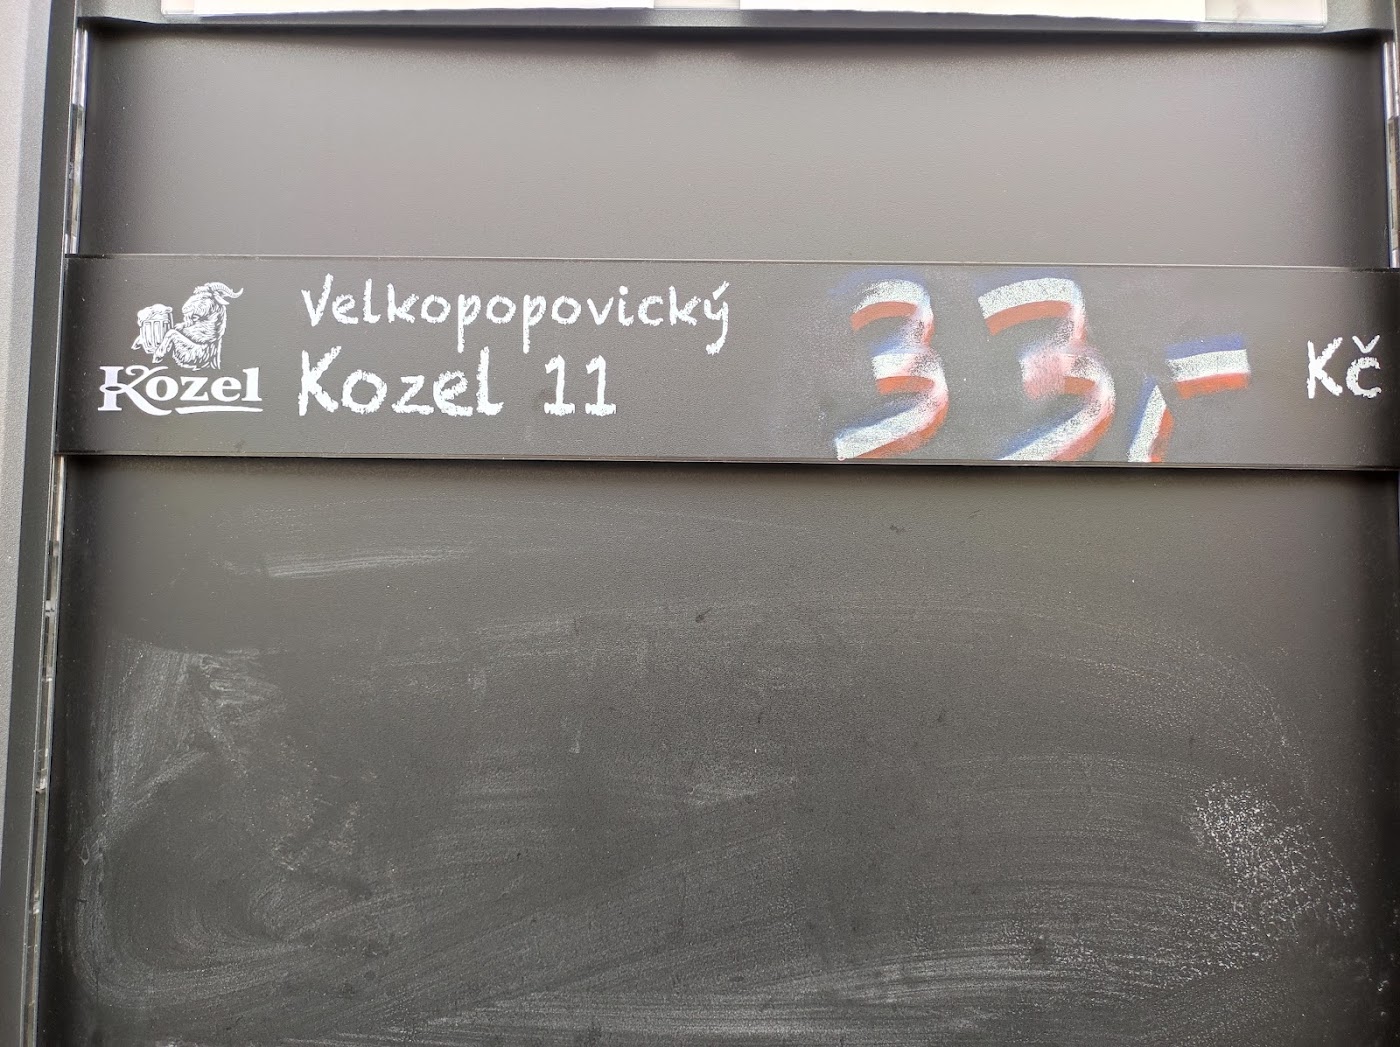 Kozel
Velkopopovický
Kozel 11
33,- Kč